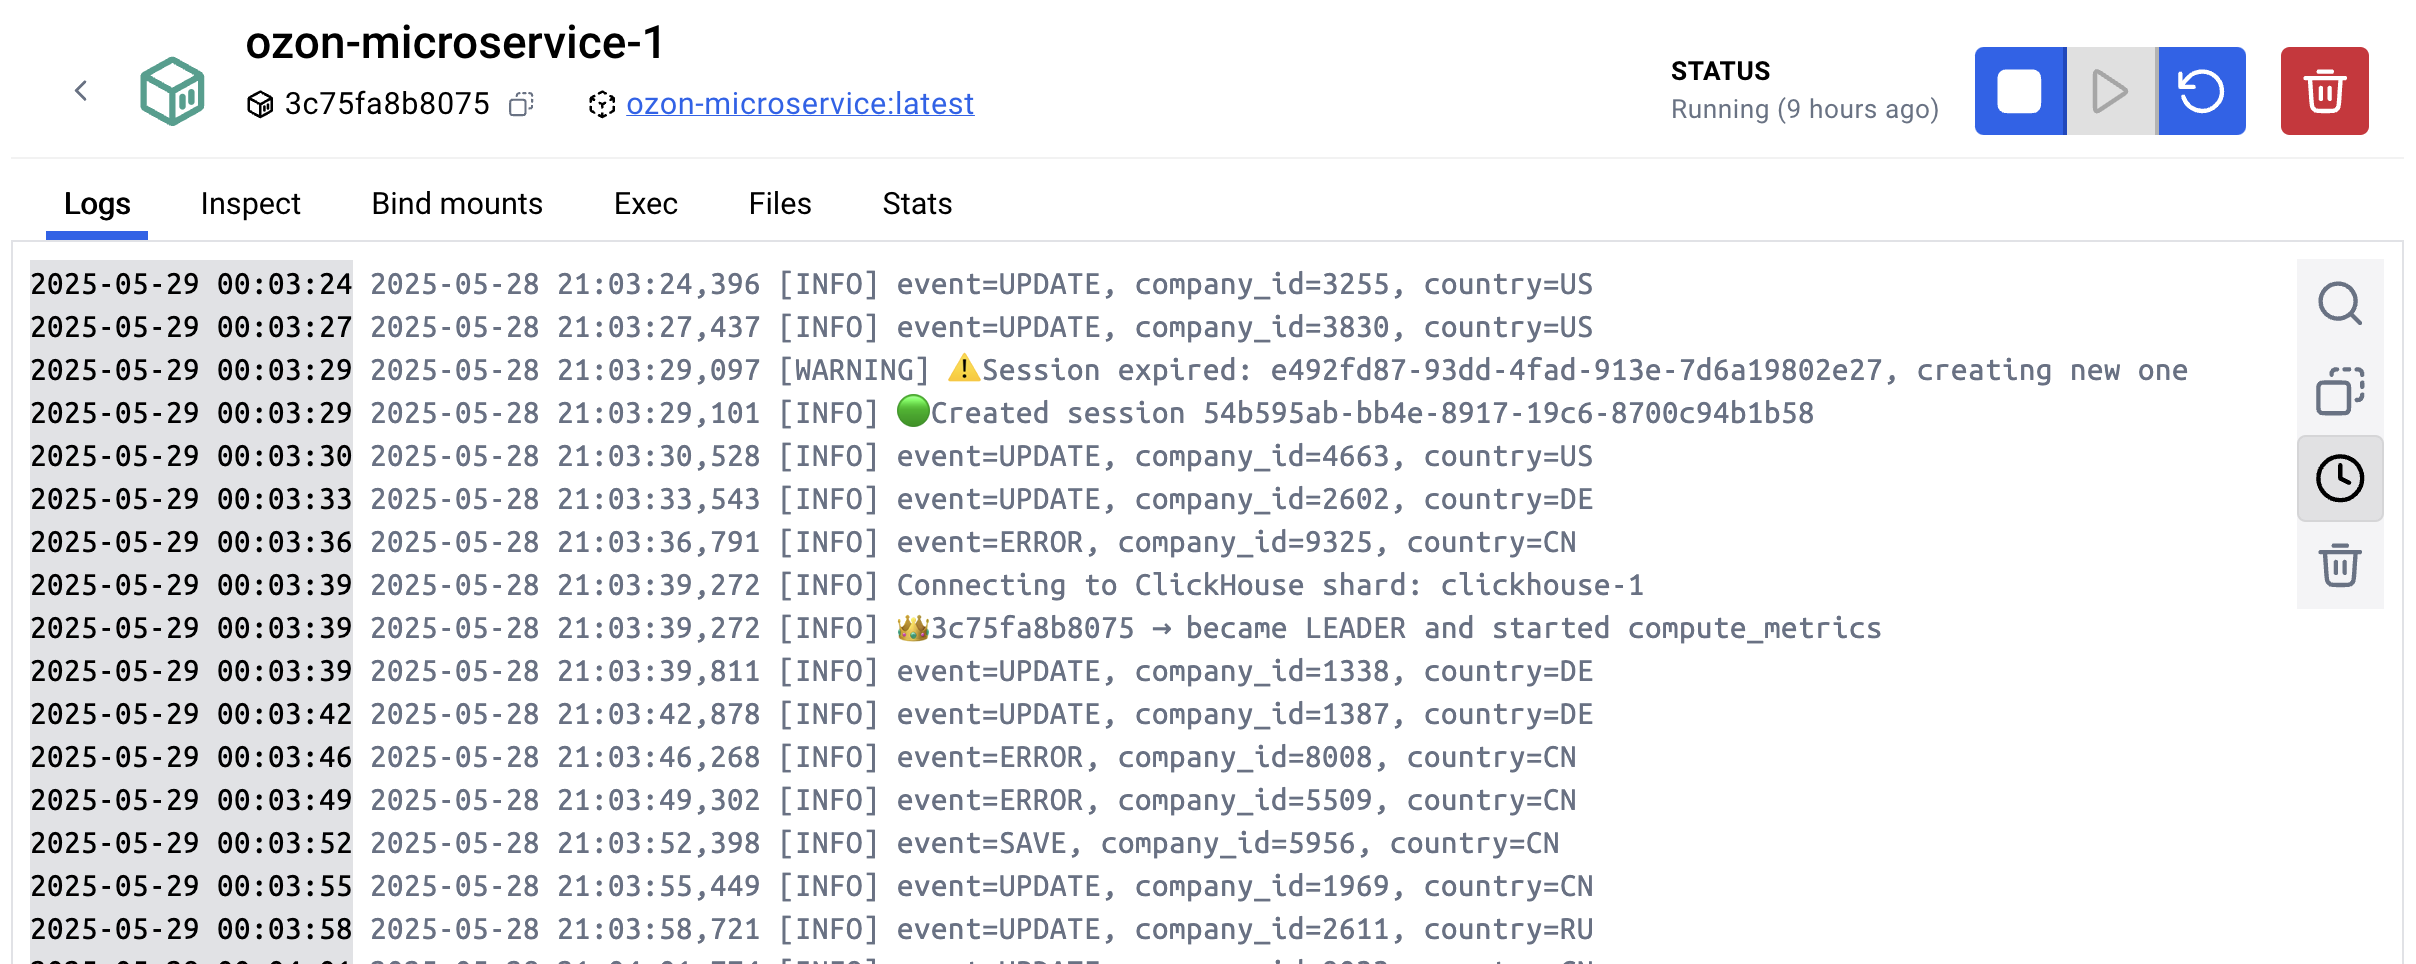 ozon-microservice-1
3c75fa8b8075 ozon-microservice:latest
STATUS
Running (9 hours ago)
Logs Inspect Bind mounts Exec Files Stats
2025-05-29 00:03:24 2025-05-28 21:03:24,396 [INFO] event=UPDATE, company_id=3255, country=US
2025-05-29 00:03:27 2025-05-28 21:03:27,437 [INFO] event=UPDATE, company_id=3830, country=US
2025-05-29 00:03:29 2025-05-28 21:03:29,097 [WARNING] ⚠️Session expired: e492fd87-93dd-4fad-913e-7d6a19802e27, creating new one
2025-05-29 00:03:29 2025-05-28 21:03:29,101 [INFO] 🟢Created session 54b595ab-bb4e-8917-19c6-8700c94b1b58
2025-05-29 00:03:30 2025-05-28 21:03:30,528 [INFO] event=UPDATE, company_id=4663, country=US
2025-05-29 00:03:33 2025-05-28 21:03:33,543 [INFO] event=UPDATE, company_id=2602, country=DE
2025-05-29 00:03:36 2025-05-28 21:03:36,791 [INFO] event=ERROR, company_id=9325, country=CN
2025-05-29 00:03:39 2025-05-28 21:03:39,272 [INFO] Connecting to ClickHouse shard: clickhouse-1
2025-05-29 00:03:39 2025-05-28 21:03:39,272 [INFO] 👑3c75fa8b8075 → became LEADER and started compute_metrics
2025-05-29 00:03:39 2025-05-28 21:03:39,811 [INFO] event=UPDATE, company_id=1338, country=DE
2025-05-29 00:03:42 2025-05-28 21:03:42,878 [INFO] event=UPDATE, company_id=1387, country=DE
2025-05-29 00:03:46 2025-05-28 21:03:46,268 [INFO] event=ERROR, company_id=8008, country=CN
2025-05-29 00:03:49 2025-05-28 21:03:49,302 [INFO] event=ERROR, company_id=5509, country=CN
2025-05-29 00:03:52 2025-05-28 21:03:52,398 [INFO] event=SAVE, company_id=5956, country=CN
2025-05-29 00:03:55 2025-05-28 21:03:55,449 [INFO] event=UPDATE, company_id=1969, country=CN
2025-05-29 00:03:58 2025-05-28 21:03:58,721 [INFO] event=UPDATE, company_id=2611, country=RU